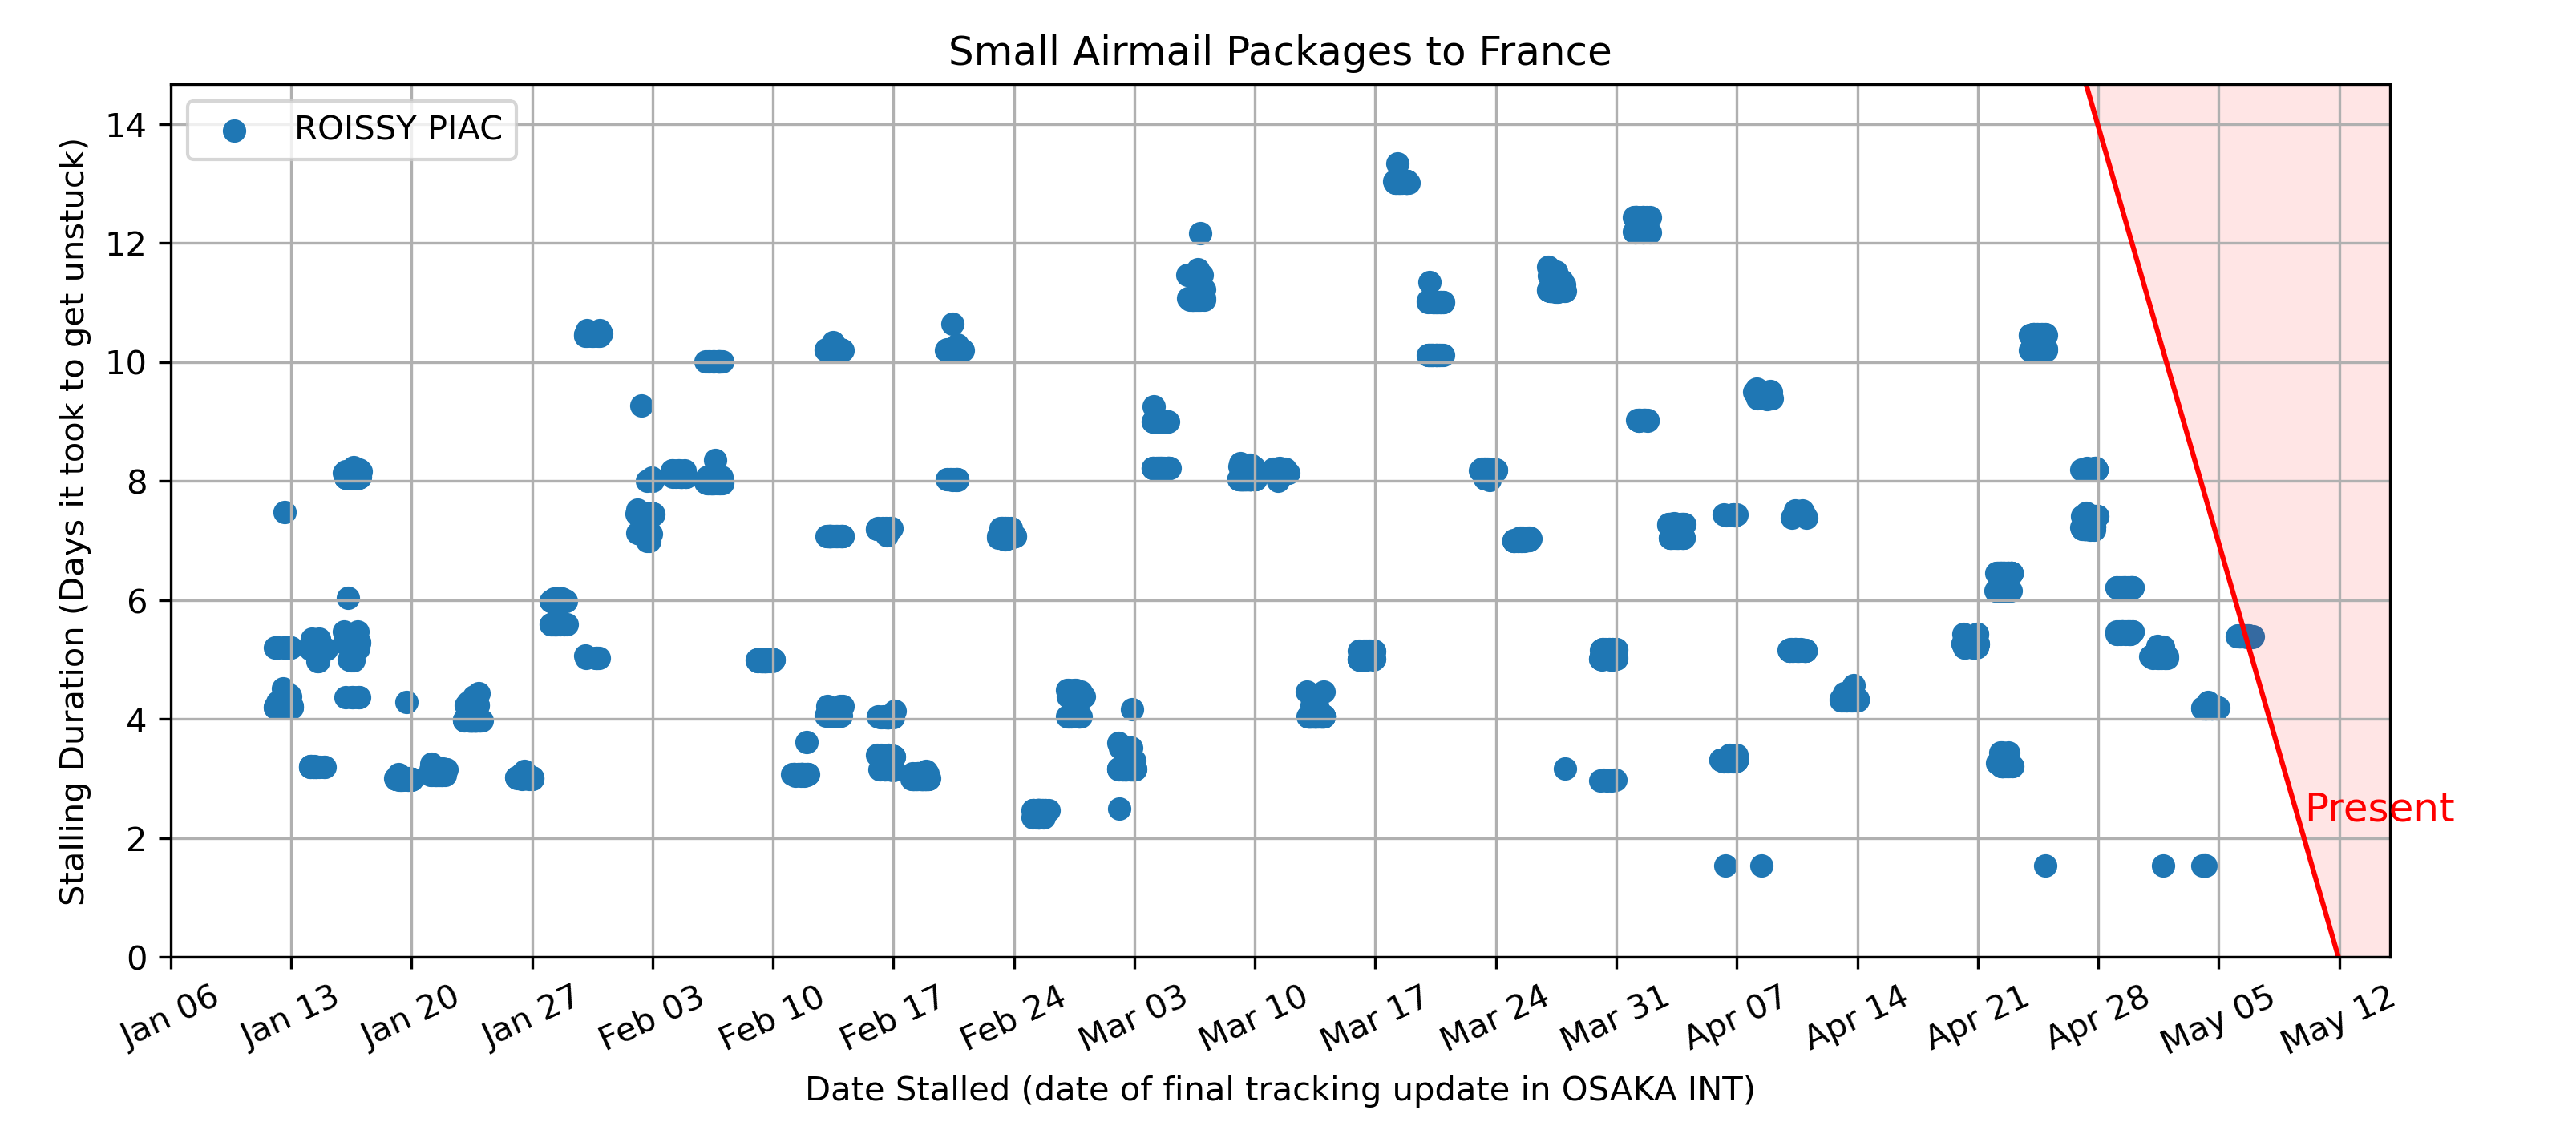 Small Airmail Packages to France
ROISSY PIAC
Stalling Duration (Days it took to get unstuck)
14
12
10
8
6
4
2
0
Present
Jan 06
Jan 13
Jan 20
Jan 27
Feb 03
Feb 10
Feb 17
Feb 24
Mar 03
Mar 10
Mar 17
Mar 24
Mar 31
Apr 07
Apr 14
Apr 21
Apr 28
May 05
May 12
Date Stalled (date of final tracking update in OSAKA INT)